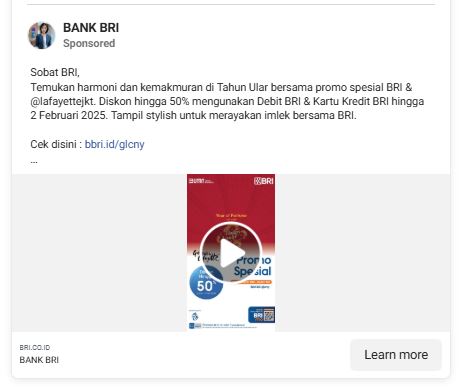 BANK BRI
Sponsored
Sobat BRI,
Temukan harmoni dan kemakmuran di Tahun Ular bersama promo spesial BRI &
@lafayettejkt. Diskon hingga 50% mengunakan Debit BRI & Kartu Kredit BRI hingga
2 Februari 2025. Tampil stylish untuk merayakan imlek bersama BRI.
Cek disini : bbri.id/glcny
...
BRI
Year of Fortune
Promo
Spesial
50%
BRI.CO.ID
BANK BRI
Learn more